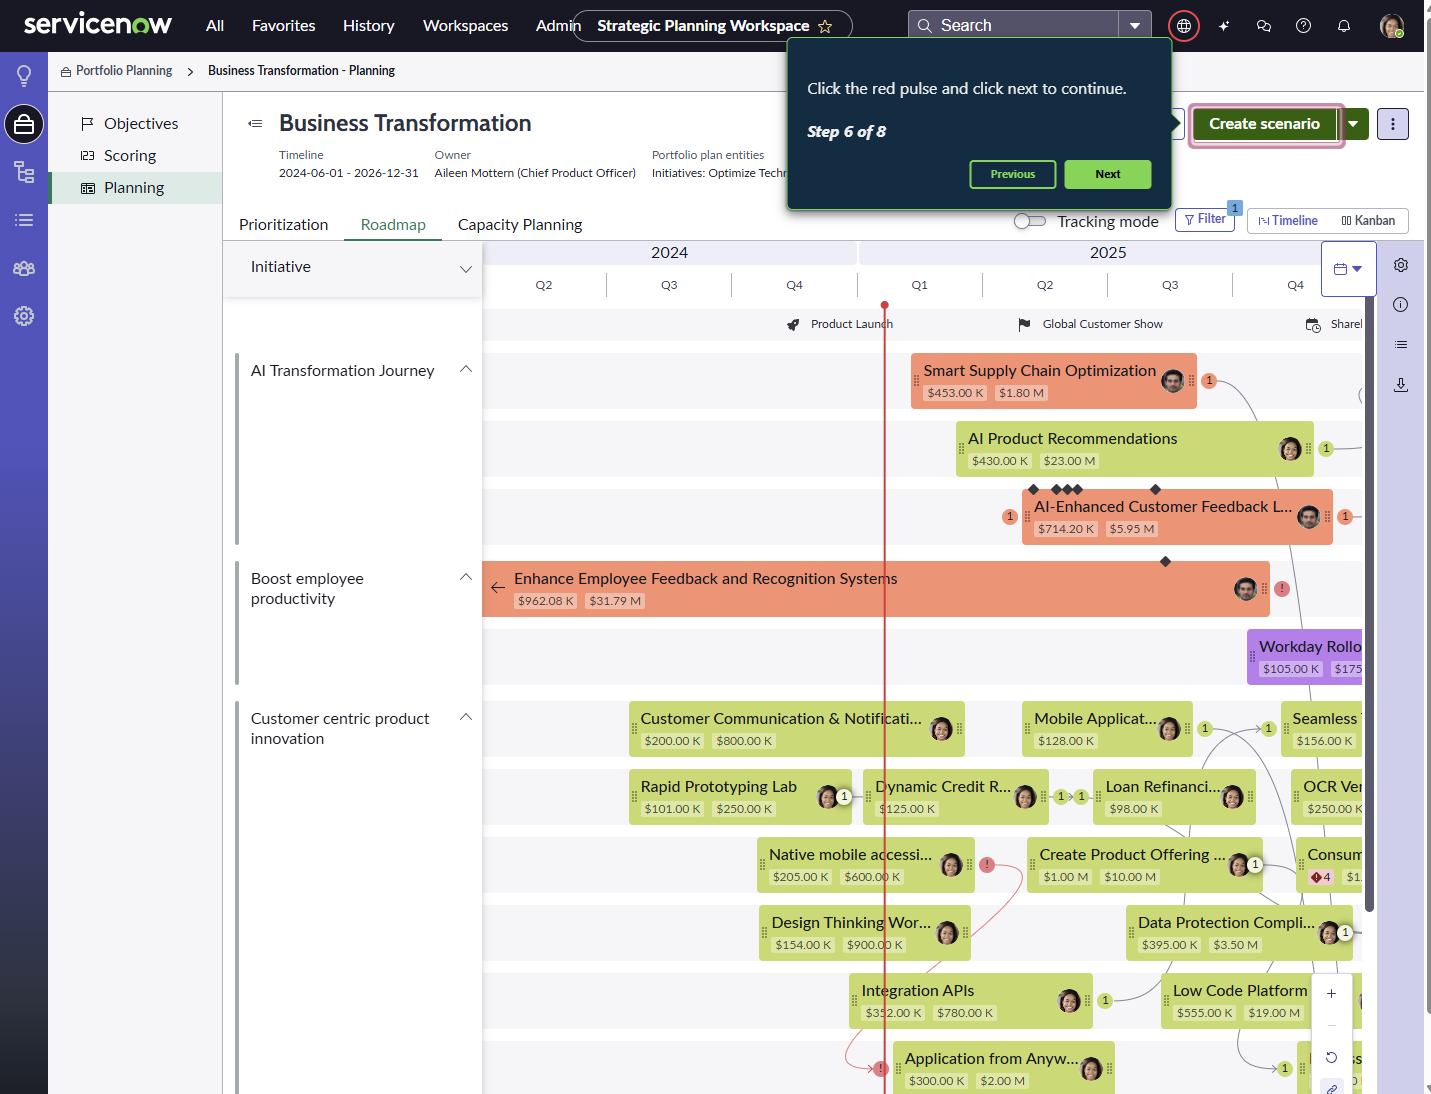 servicenow
All
Favorites
History
Workspaces
Admin
Strategic Planning Workspace
Search
Portfolio Planning
Business Transformation - Planning
Click the red pulse and click next to continue.
Step 6 of 8
Previous
Next
Objectives
Scoring
Planning
Business Transformation
Create scenario
Timeline
2024-06-01 - 2026-12-31
Owner
Aileen Mottern (Chief Product Officer)
Portfolio plan entities
Initiatives: Optimize Techn
Prioritization
Roadmap
Capacity Planning
Tracking mode
Filter
1
Timeline
Kanban
Initiative
2024
2025
Q2
Q3
Q4
Q1
Q2
Q3
Q4
Product Launch
Global Customer Show
Sharel
AI Transformation Journey
Smart Supply Chain Optimization
$453.00 K
$1.80 M
1
AI Product Recommendations
$430.00 K
$23.00 M
1
1
AI-Enhanced Customer Feedback L...
$714.20 K
$5.95 M
1
Boost employee
productivity
Enhance Employee Feedback and Recognition Systems
$962.08 K
$31.79 M
!
Workday Rollo
$105.00 K
$175
Customer centric product
innovation
Customer Communication & Notificati...
$200.00 K
$800.00 K
Mobile Applicat...
$128.00 K
1
1
Seamless
$156.00 K
Rapid Prototyping Lab
$101.00 K
$250.00 K
1
Dynamic Credit R...
$125.00 K
1
1
Loan Refinanci...
$98.00 K
OCR Ver
$250.00 K
Native mobile accessi...
$205.00 K
$600.00 K
!
Create Product Offering ...
$1.00 M
$10.00 M
1
Consum
4
$1.
Design Thinking Wor...
$154.00 K
$900.00 K
Data Protection Compli...
$395.00 K
$3.50 M
1
Integration APIs
$352.00 K
$780.00 K
1
Low Code Platform
$555.00 K
$19.00 M
!
Application from Anyw...
$300.00 K
$2.00 M
1